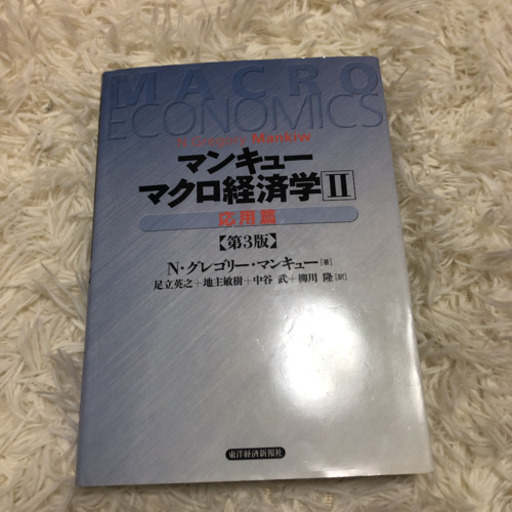 MACRO
ECONOMICS
N. Gregory Mankiw
マンキュー
マクロ経済学Ⅱ
応用篇
【第3版】
N・グレゴリー・マンキュー[著]
足立英之+地主敏樹+中谷 武+柳川 隆[訳]
東洋経済新報社